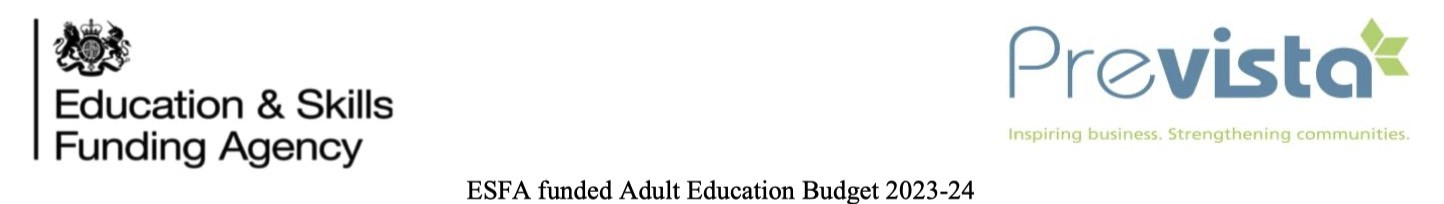 Education & Skills
Funding Agency
Prevista
Inspiring business. Strengthening communities.
ESFA funded Adult Education Budget 2023-24